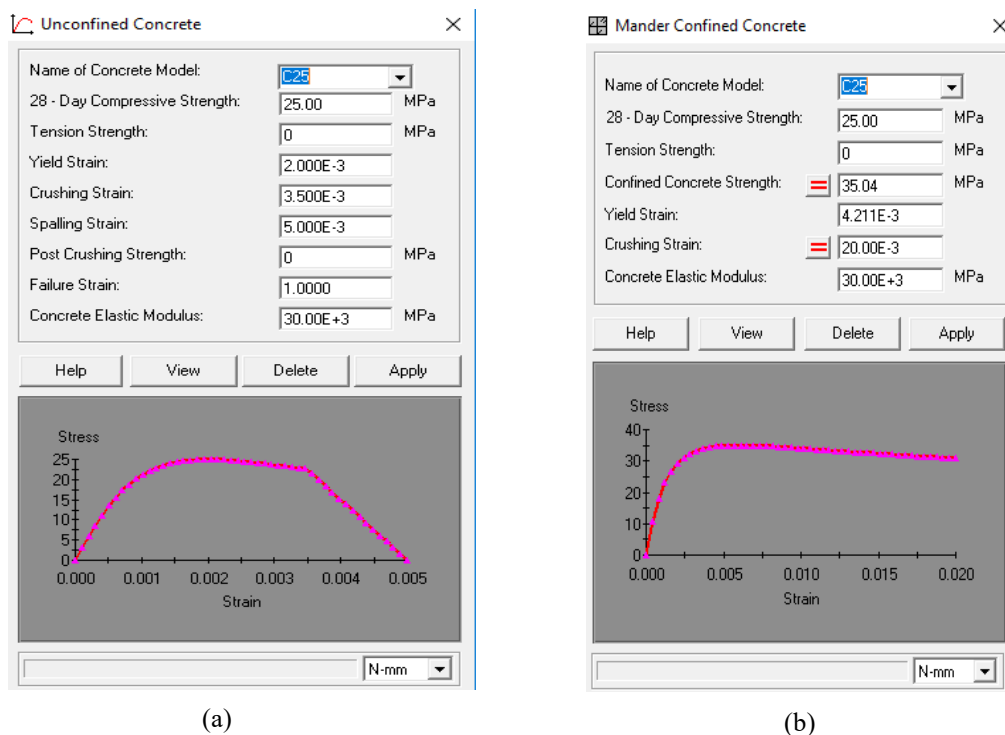 Unconfined Concrete
Name of Concrete Model: C25
28 - Day Compressive Strength: 25.00 MPa
Tension Strength: 0 MPa
Yield Strain: 2.000E-3
Crushing Strain: 3.500E-3
Spalling Strain: 5.000E-3
Post Crushing Strength: 0 MPa
Failure Strain: 1.0000
Concrete Elastic Modulus: 30.00E+3 MPa
Help View Delete Apply
Stress
25
20
15
10
5
0
0.000 0.001 0.002 0.003 0.004 0.005
Strain
N-mm
(a)
Mander Confined Concrete
Name of Concrete Model: C25
28 - Day Compressive Strength: 25.00 MPa
Tension Strength: 0 MPa
Confined Concrete Strength: = 35.04 MPa
Yield Strain: 4.211E-3
Crushing Strain: = 20.00E-3
Concrete Elastic Modulus: 30.00E+3 MPa
Help View Delete Apply
Stress
40
30
20
10
0
0.000 0.005 0.010 0.015 0.020
Strain
N-mm
(b)